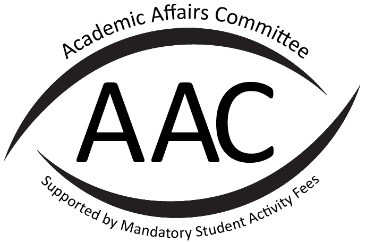 Academic Affairs Committee
AAC
Supported by Mandatory Student Activity Fees